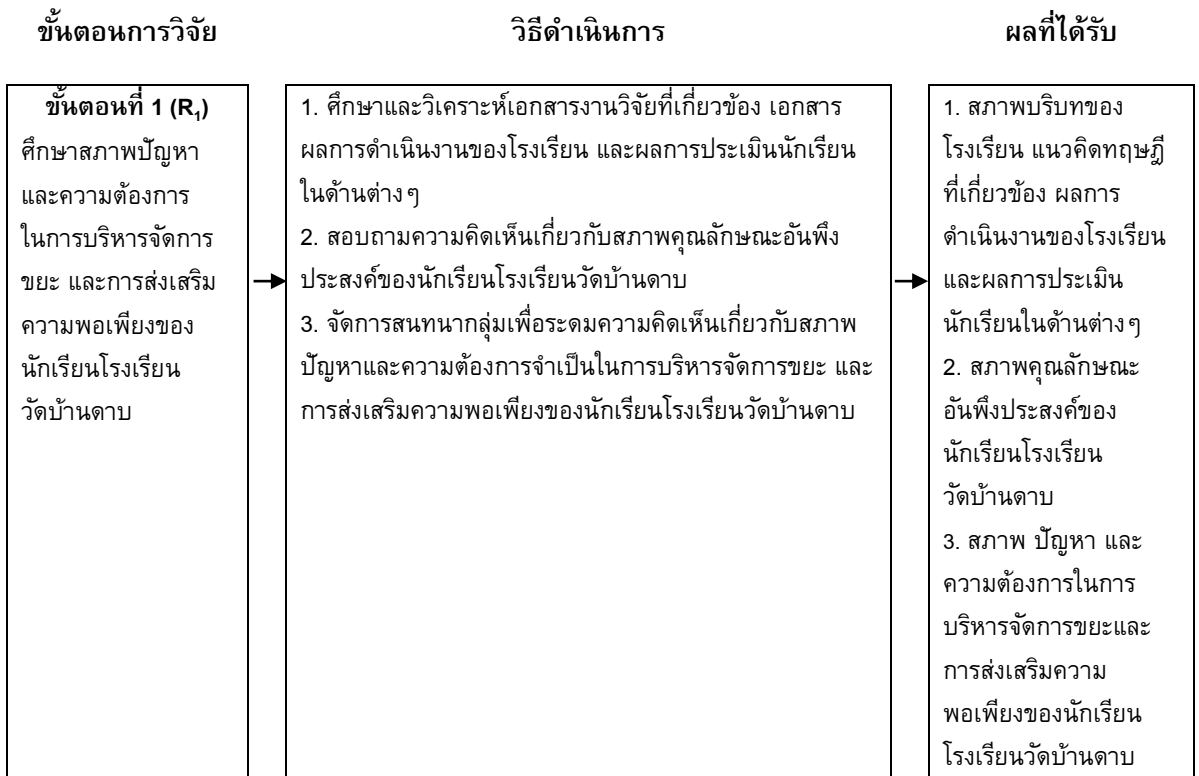 ขั้นตอนการวิจัย
วิธีดำเนินการ
ผลที่ได้รับ
ขั้นตอนที่ 1 (R₁)
ศึกษาสภาพปัญหา
และความต้องการ
ในการบริหารจัดการ
ขยะ และการส่งเสริม
ความพอเพียงของ
นักเรียนโรงเรียน
วัดบ้านดาบ
1. ศึกษาและวิเคราะห์เอกสารงานวิจัยที่เกี่ยวข้อง เอกสาร
ผลการดำเนินงานของโรงเรียน และผลการประเมินนักเรียน
ในด้านต่างๆ
2. สอบถามความคิดเห็นเกี่ยวกับสภาพคุณลักษณะอันพึง
ประสงค์ของนักเรียนโรงเรียนวัดบ้านดาบ
3. จัดการสนทนากลุ่มเพื่อระดมความคิดเห็นเกี่ยวกับสภาพ
ปัญหาและความต้องการจำเป็นในการบริหารจัดการขยะ และ
การส่งเสริมความพอเพียงของนักเรียนโรงเรียนวัดบ้านดาบ
1. สภาพบริบทของ
โรงเรียน แนวคิดทฤษฎี
ที่เกี่ยวข้อง ผลการ
ดำเนินงานของโรงเรียน
และผลการประเมิน
นักเรียนในด้านต่างๆ
2. สภาพคุณลักษณะ
อันพึงประสงค์ของ
นักเรียนโรงเรียน
วัดบ้านดาบ
3. สภาพ ปัญหา และ
ความต้องการในการ
บริหารจัดการขยะและ
การส่งเสริมความ
พอเพียงของนักเรียน
โรงเรียนวัดบ้านดาบ